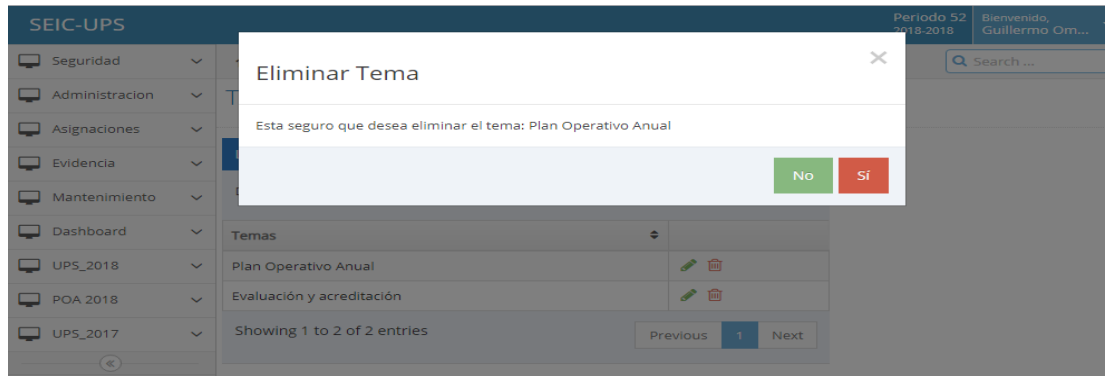 SEIC-UPS
Periodo 52
2018-2018
Bienvenido,
Guillermo Om...
Seguridad
Administracion
Asignaciones
Evidencia
Mantenimiento
Dashboard
UPS_2018
POA 2018
UPS_2017
Search ...
Eliminar Tema
Esta seguro que desea eliminar el tema: Plan Operativo Anual
No Sí
Temas
Plan Operativo Anual
Evaluación y acreditación
Showing 1 to 2 of 2 entries
Previous 1 Next